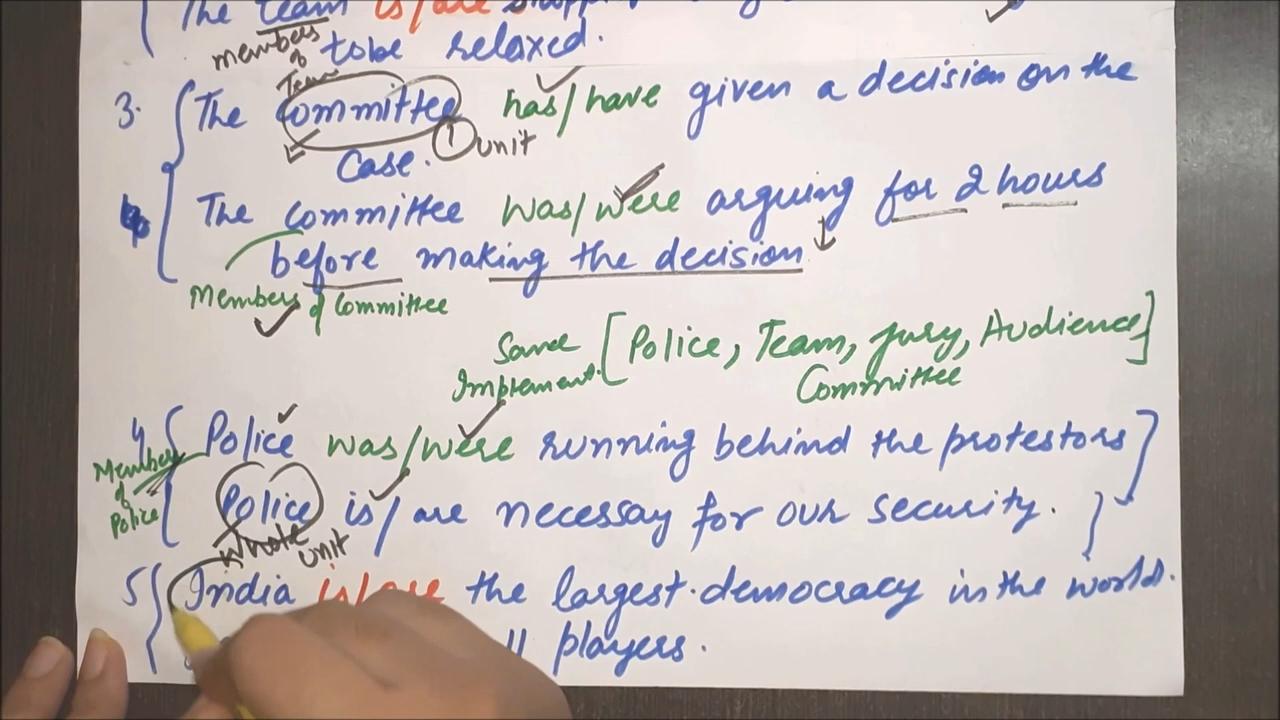 The team is/are
members
of
Team
to be relaxed.
3. The Committee has/have given a decision on the
case. 1 unit
The committee was/were arguing for 2 hours
before making the decision
Members of Committee
Same
Implement. [Police, Team, jury, Audience]
Committee
4 Police was/were running behind the protestors
Members
of
Police
Police is/are necessay for our security.
whole unit
5 India is/are the largest democracy in the world.
11 players.